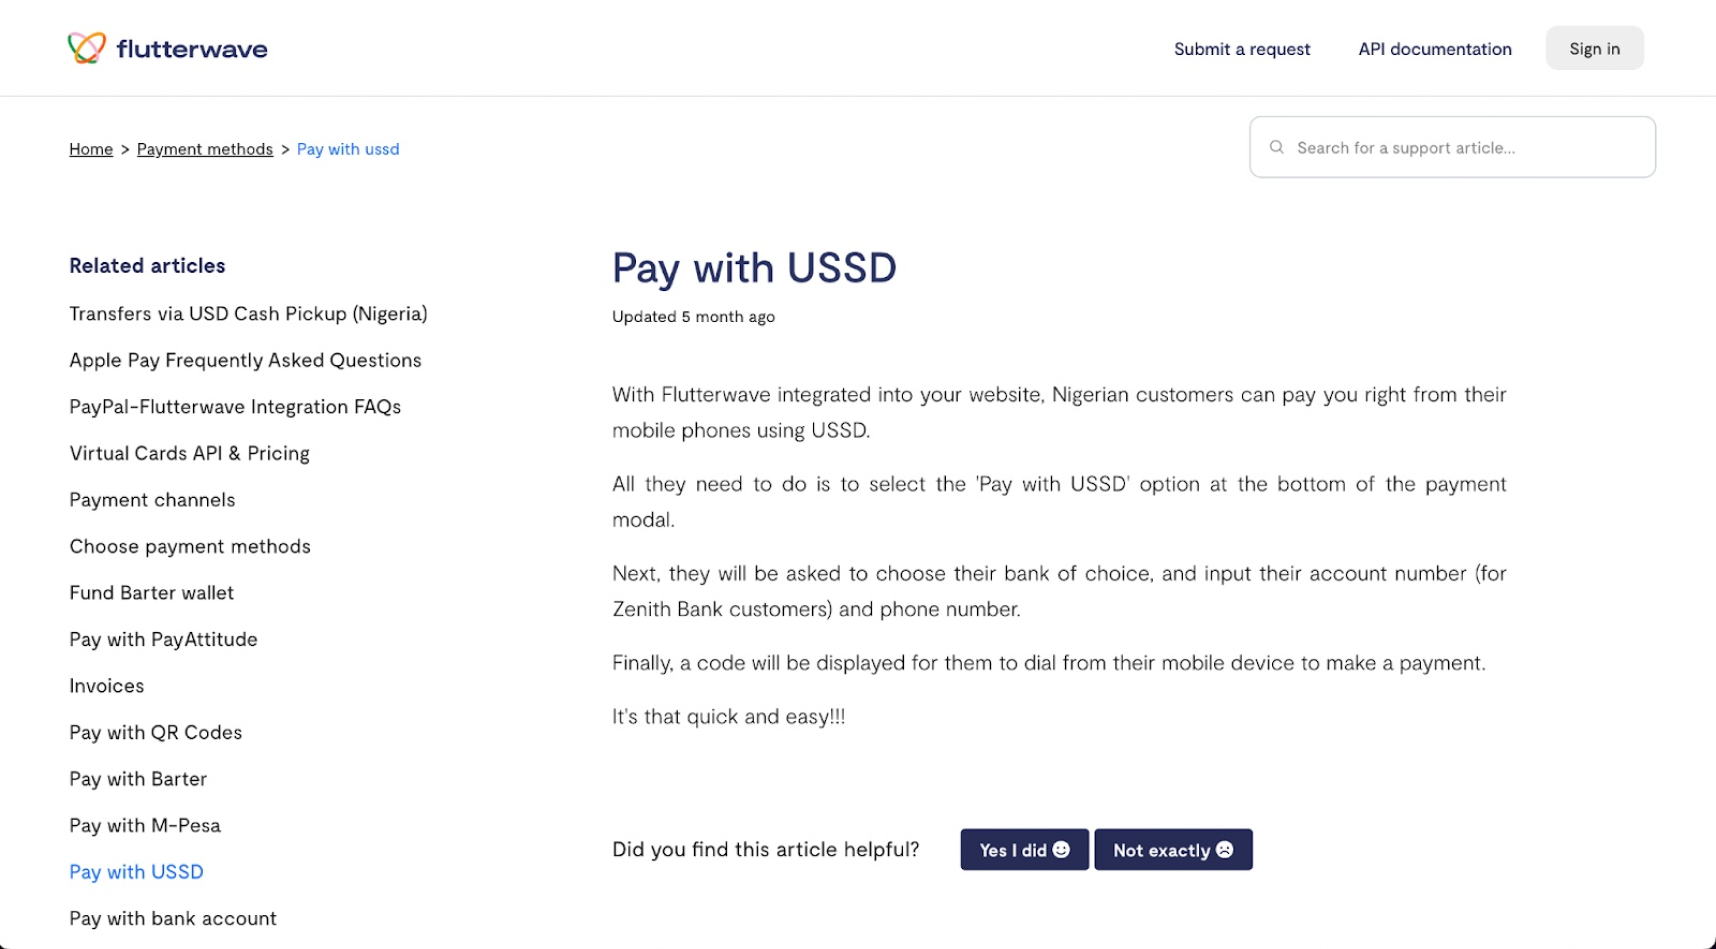 flutterwave
Submit a request
API documentation
Sign in
Home > Payment methods > Pay with ussd
Search for a support article...
Related articles
Transfers via USD Cash Pickup (Nigeria)
Apple Pay Frequently Asked Questions
PayPal-Flutterwave Integration FAQs
Virtual Cards API & Pricing
Payment channels
Choose payment methods
Fund Barter wallet
Pay with PayAttitude
Invoices
Pay with QR Codes
Pay with Barter
Pay with M-Pesa
Pay with USSD
Pay with bank account
Pay with USSD
Updated 5 month ago
With Flutterwave integrated into your website, Nigerian customers can pay you right from their
mobile phones using USSD.
All they need to do is to select the 'Pay with USSD' option at the bottom of the payment
modal.
Next, they will be asked to choose their bank of choice, and input their account number (for
Zenith Bank customers) and phone number.
Finally, a code will be displayed for them to dial from their mobile device to make a payment.
It's that quick and easy!!!
Did you find this article helpful?
Yes I did
Not exactly